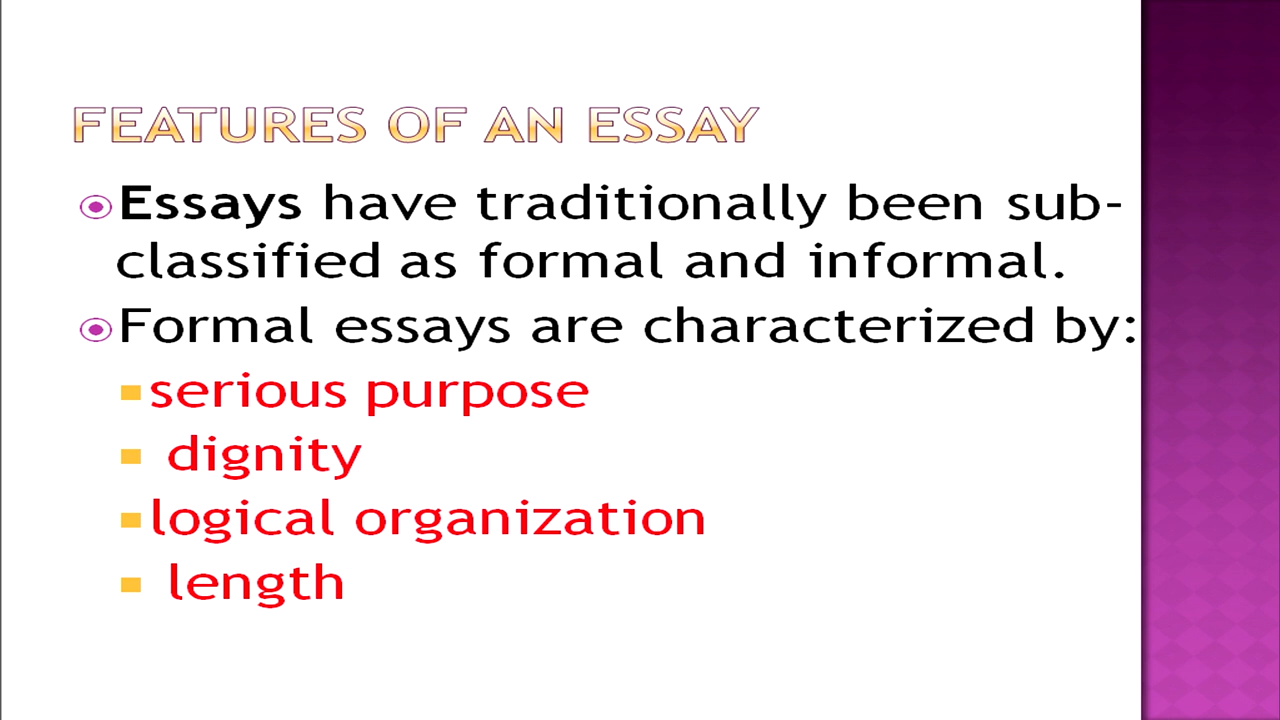 FEATURES OF AN ESSAY
Essays have traditionally been sub-
classified as formal and informal.
Formal essays are characterized by:
serious purpose
dignity
logical organization
length